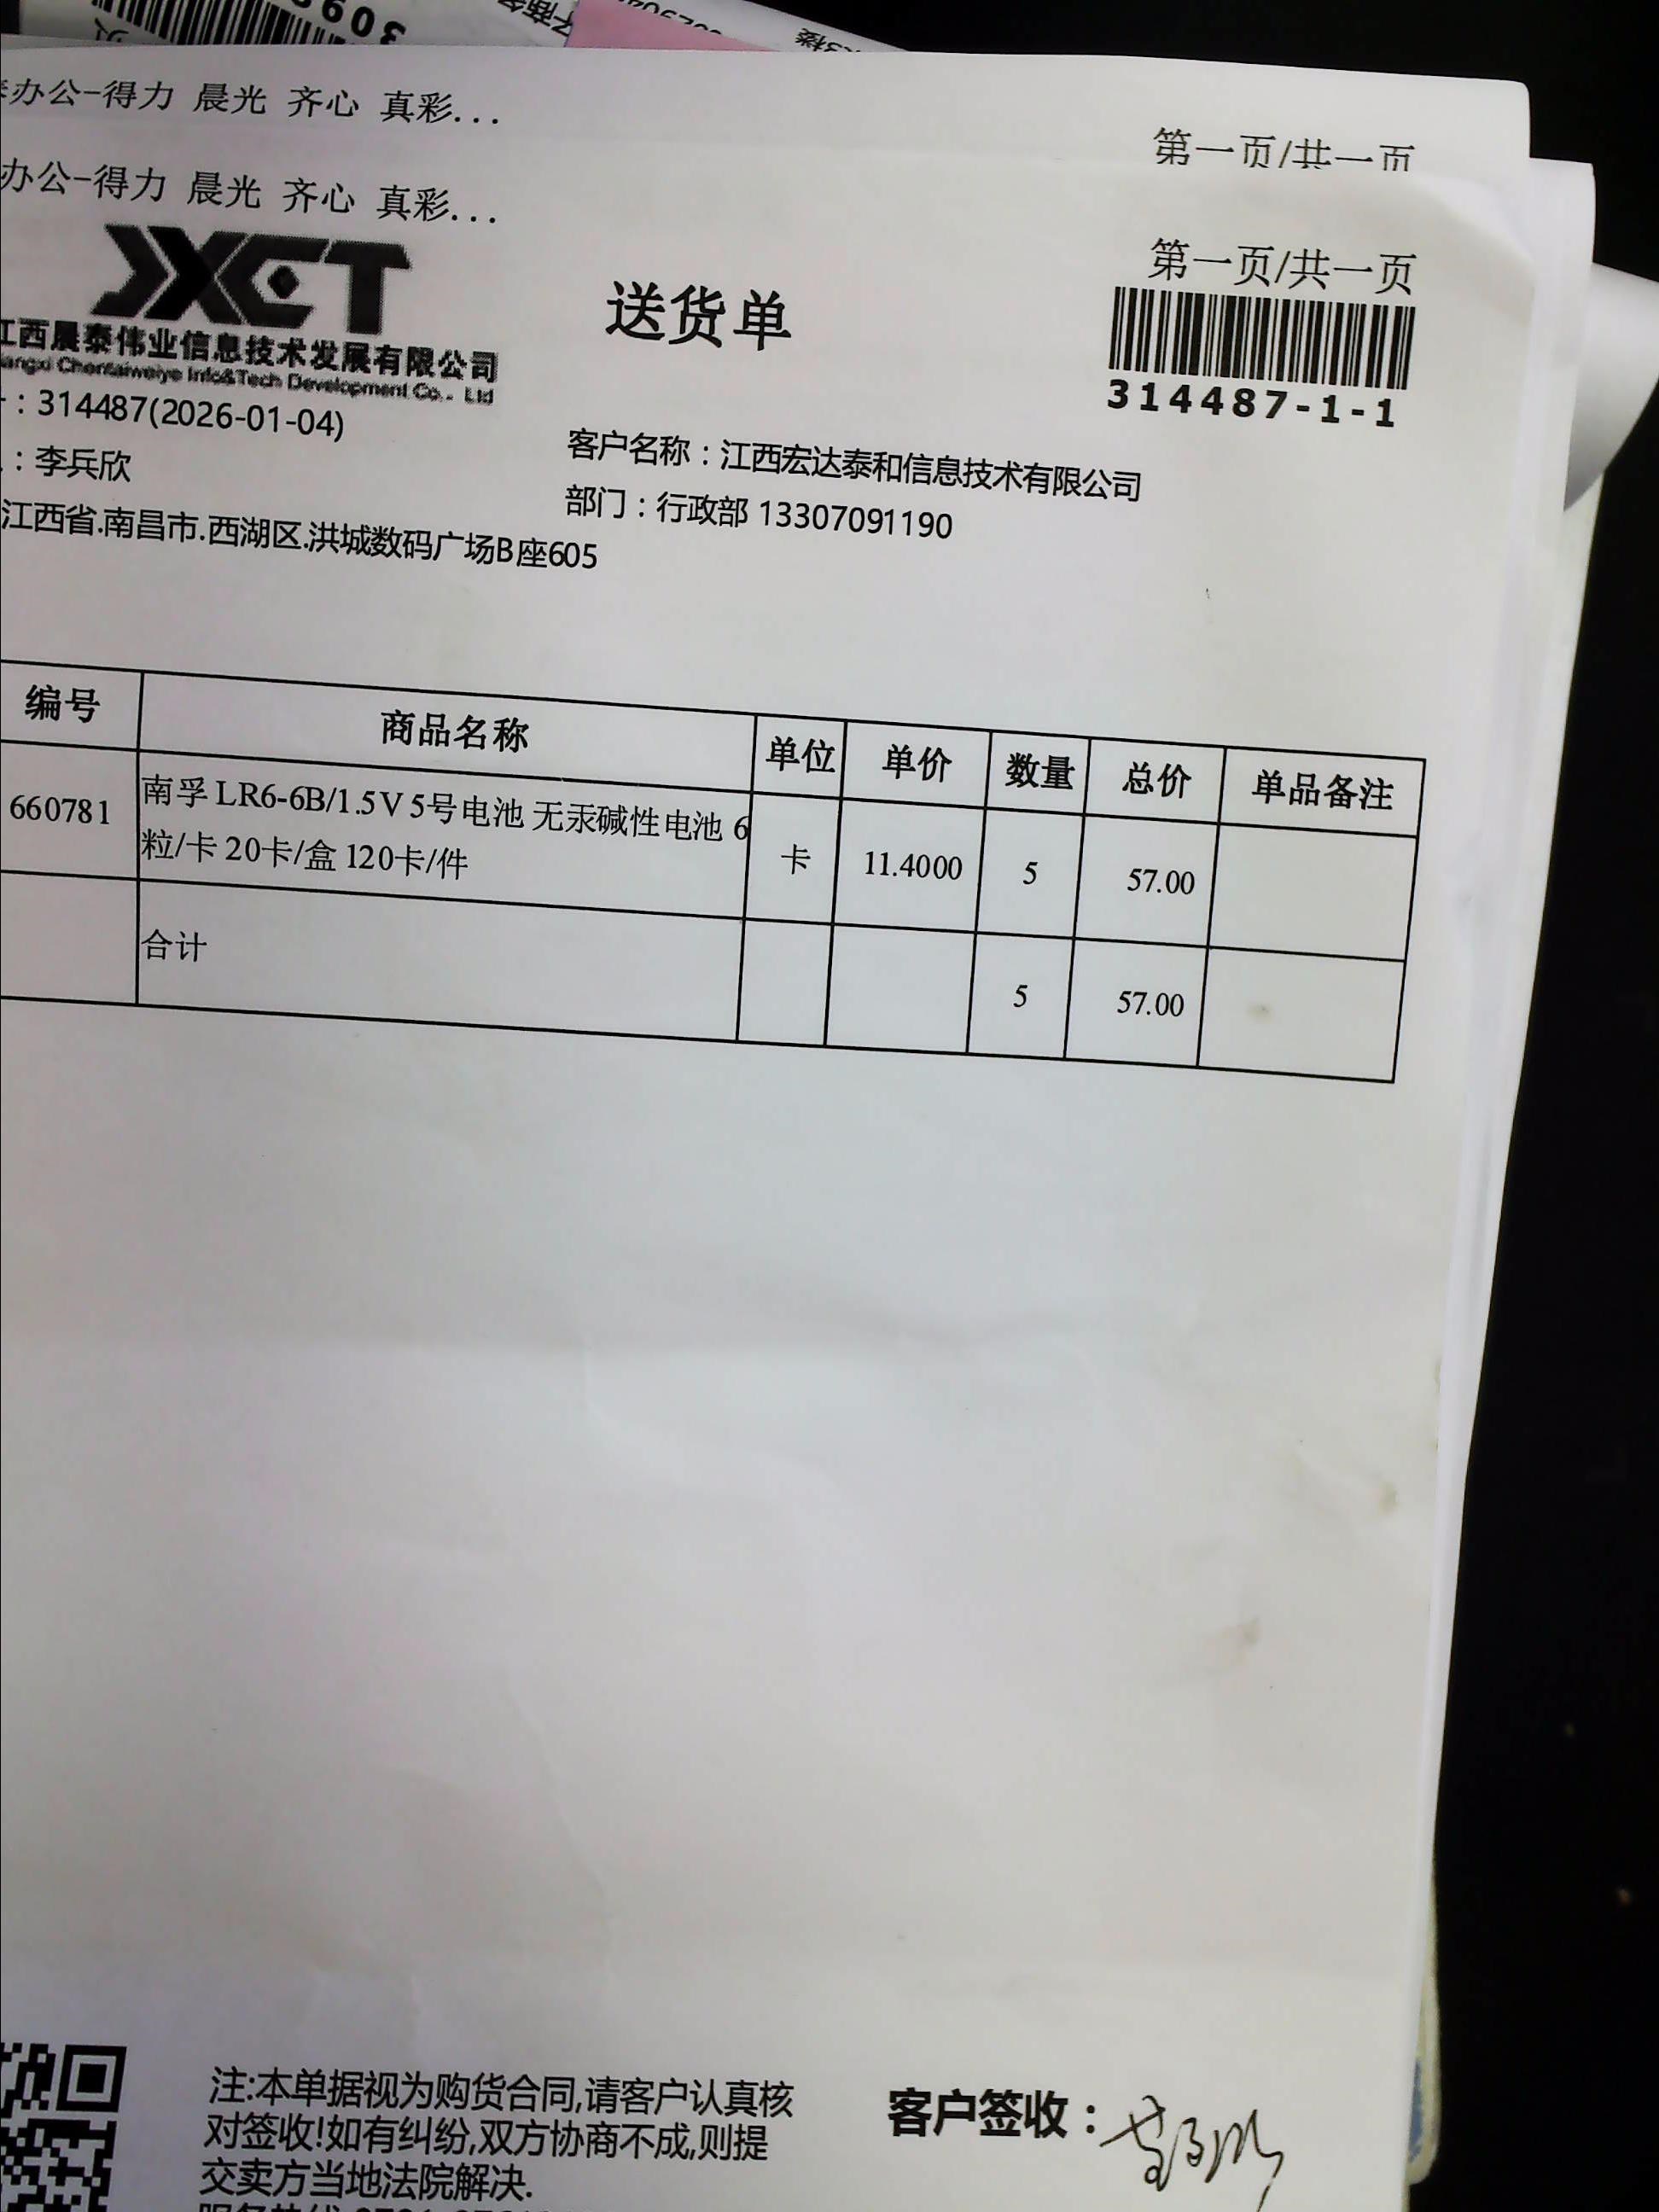 办公-得力 晨光 齐心 真彩...
第一页/共一页
办公-得力 晨光 齐心 真彩...
第一页/共一页
JXCT
送货单
江西晨泰伟业信息技术发展有限公司
Jiangxi Chentaiweiye Info&Tech Development Co., Ltd
314487-1-1
:314487(2026-01-04)
客户名称:江西宏达泰和信息技术有限公司
:李兵欣
部门:行政部 13307091190
江西省.南昌市.西湖区.洪城数码广场B座605
编号 商品名称 单位 单价 数量 总价 单品备注
660781 南孚 LR6-6B/1.5V 5号电池 无汞碱性电池 6
粒/卡 20卡/盒 120卡/件 卡 11.4000 5 57.00
合计 5 57.00
注:本单据视为购货合同,请客户认真核
对签收!如有纠纷,双方协商不成,则提
交卖方当地法院解决.
客户签收: